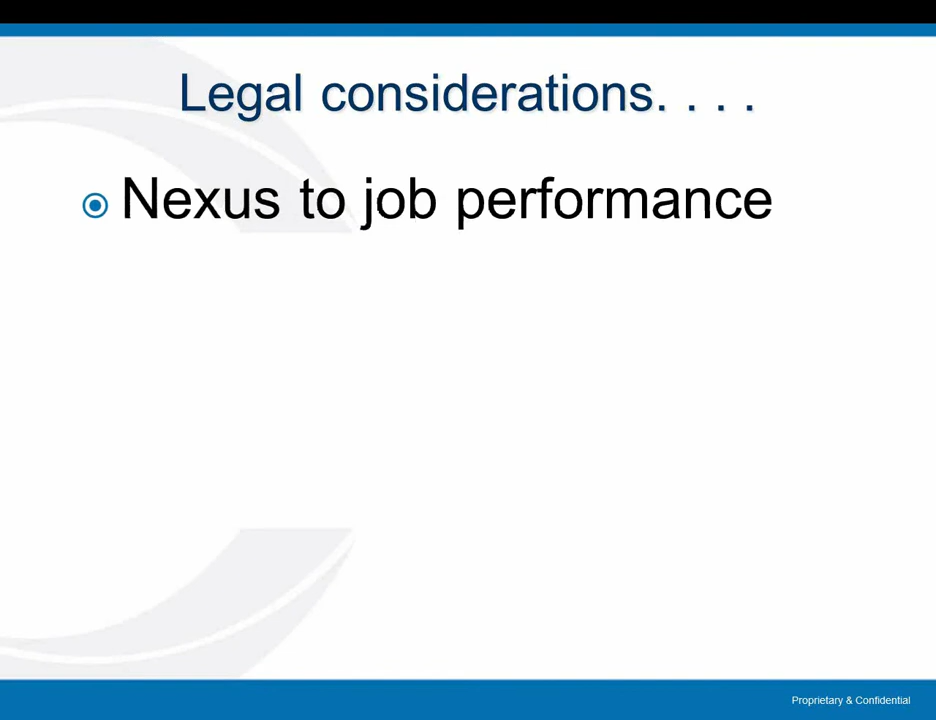 Legal considerations. . . .
Nexus to job performance
Proprietary & Confidential